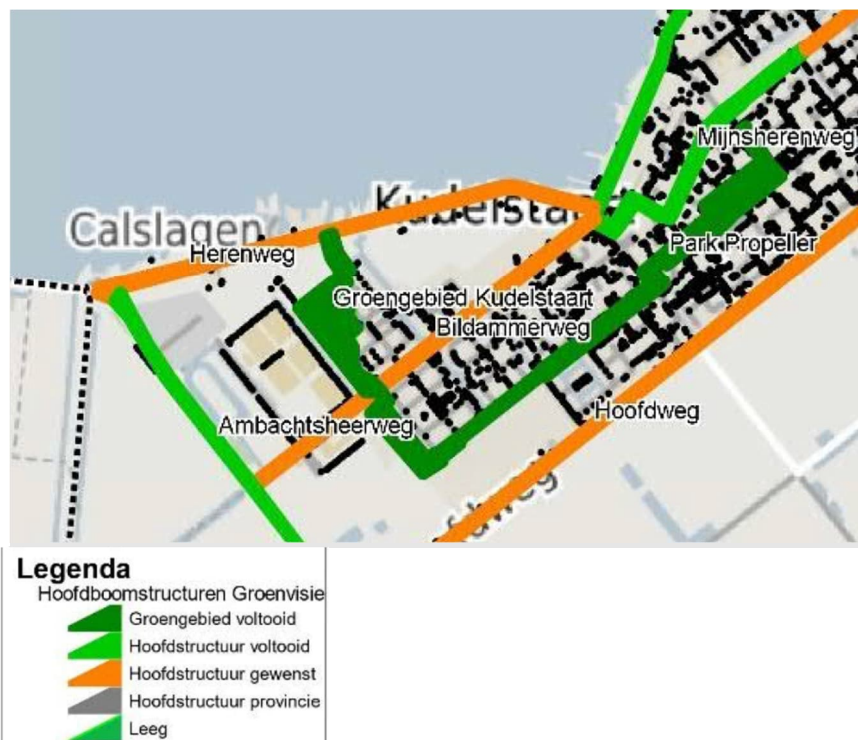 Mijnsherenweg
Kudelstaart
Calslagen
Herenweg
Park Propeller
Groengebied Kudelstaart
Bildammerweg
Hoofdweg
Ambachtsheerweg
Legenda
Hoofdboomstructuren Groenvisie
Groengebied voltooid
Hoofdstructuur voltooid
Hoofdstructuur gewenst
Hoofdstructuur provincie
Leeg